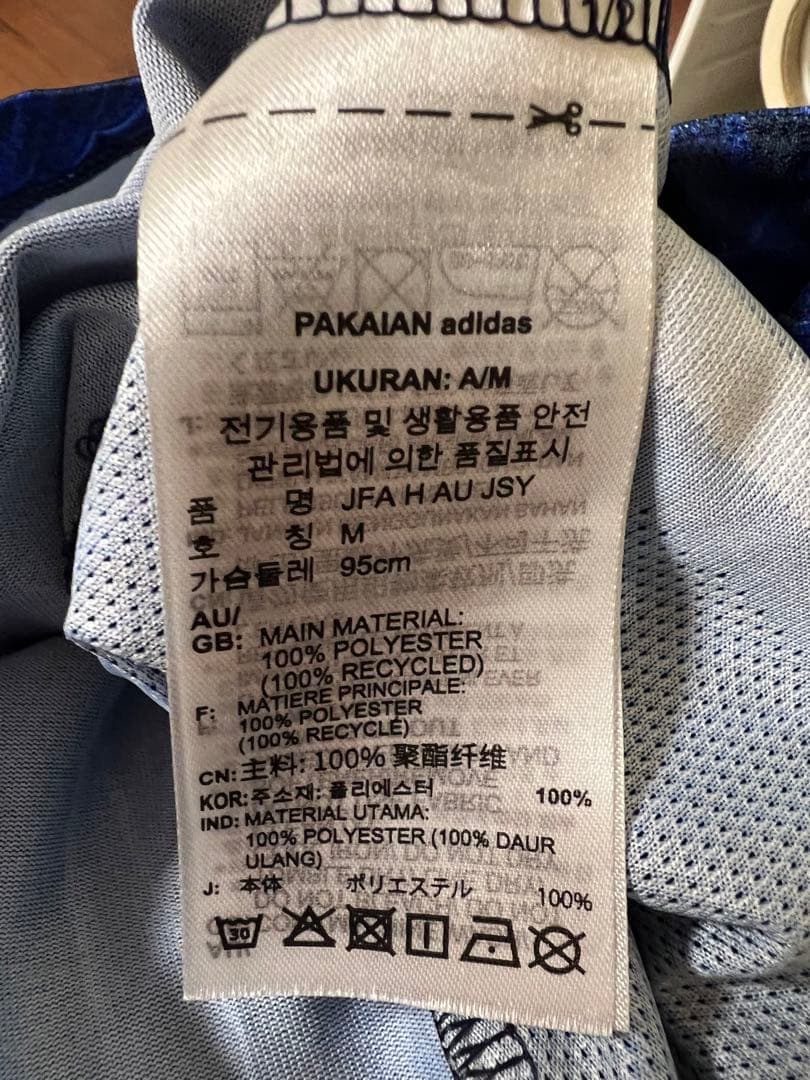 1/2
PAKAIAN adidas
UKURAN: A/M
전기용품 및 생활용품 안전
관리법에 의한 품질표시
품 명 JFA H AU JSY
호 칭 M
가슴둘레 95cm
AU/
GB: MAIN MATERIAL:
100% POLYESTER
(100% RECYCLED)
F: MATIERE PRINCIPALE:
100% POLYESTER
(100% RECYCLÉ)
CN: 主料: 100% 聚酯纤维
KOR: 주소재: 폴리에스터 100%
IND: MATERIAL UTAMA:
100% POLYESTER (100% DAUR
ULANG)
J: 本体 ポリエステル 100%
30